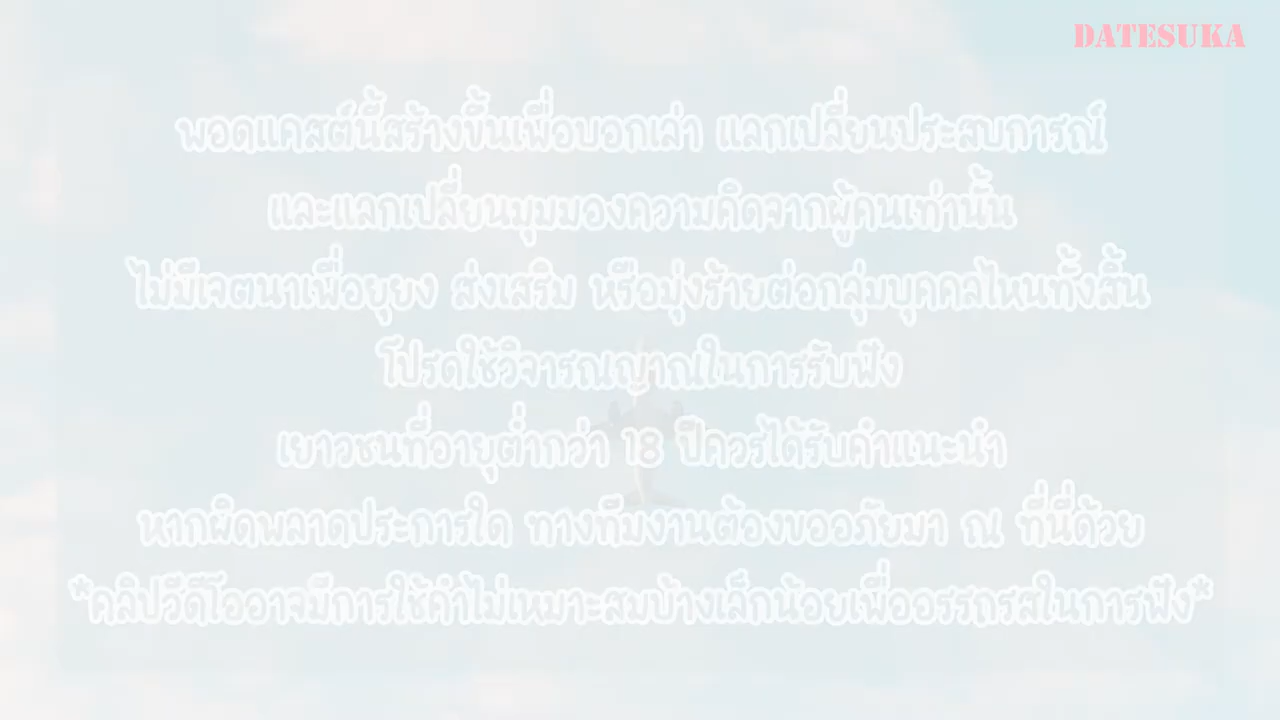 DATESUKA
พอดแคสต์นี้สร้างขึ้นเพื่อบอกเล่า แลกเปลี่ยนประสบการณ์
และแลกเปลี่ยนมุมมองความคิดจากผู้คนเท่านั้น
ไม่มีเจตนาเพื่อยุยง ส่งเสริม หรือมุ่งร้ายต่อกลุ่มบุคคลไหนทั้งสิ้น
โปรดใช้วิจารณญาณในการรับฟัง
เยาวชนที่อายุต่ำกว่า 18 ปีควรได้รับคำแนะนำ
หากผิดพลาดประการใด ทางทีมงานต้องขออภัยมา ณ ที่นี่ด้วย
*คลิปวีดีโออาจมีการใช้คำไม่เหมาะสมบ้างเล็กน้อยเพื่ออรรถรสในการฟัง*